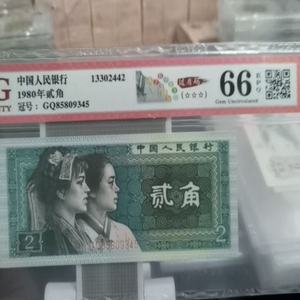 中国人民银行 13302442
1980年贰角
冠号：GQ85809345
(☆☆☆)
66 EPQ
Gem Uncirculated
中国人民银行
贰角
2
2